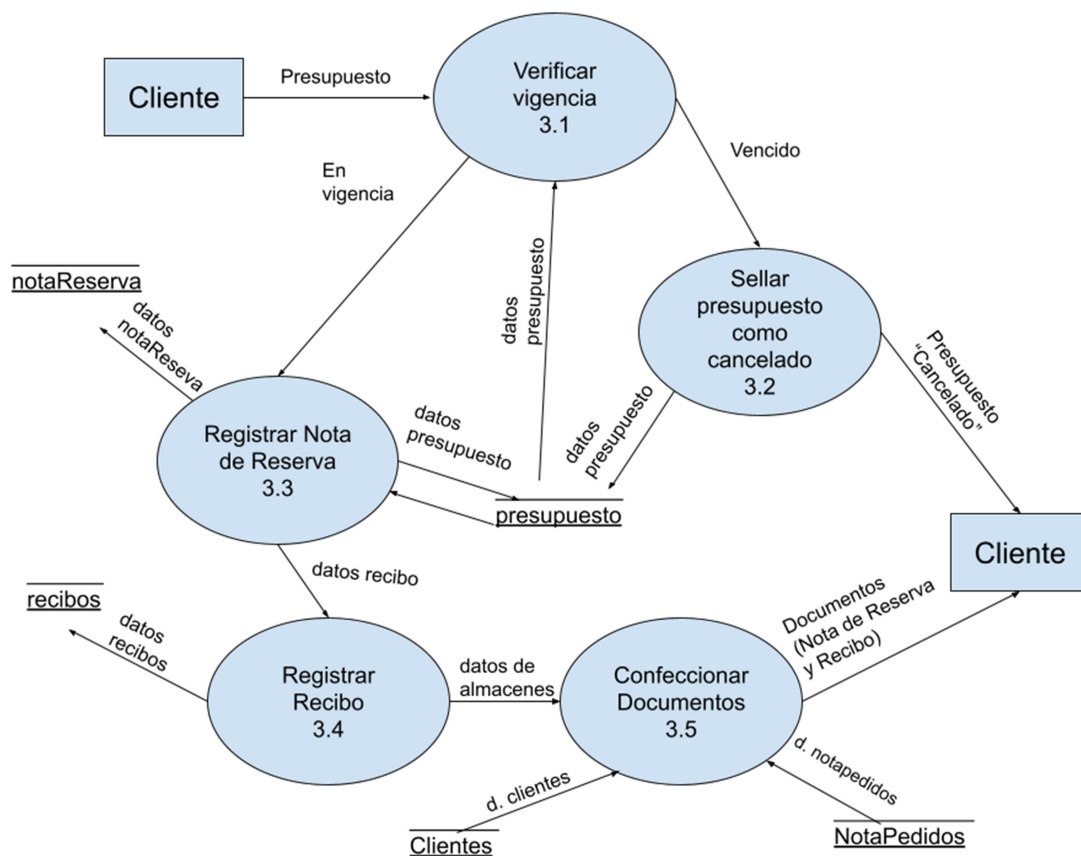 Cliente
Presupuesto
Verificar
vigencia
3.1
En
vigencia
Vencido
notaReserva
datos
notaReseva
datos
presupuesto
Sellar
presupuesto
como
cancelado
3.2
Presupuesto
“Cancelado”
datos
presupuesto
Registrar Nota
de Reserva
3.3
datos
presupuesto
presupuesto
Cliente
datos recibo
recibos
datos
recibos
Registrar
Recibo
3.4
datos de
almacenes
Confeccionar
Documentos
3.5
Documentos
(Nota de Reserva
y Recibo)
d. clientes
d. notapedidos
Clientes
NotaPedidos